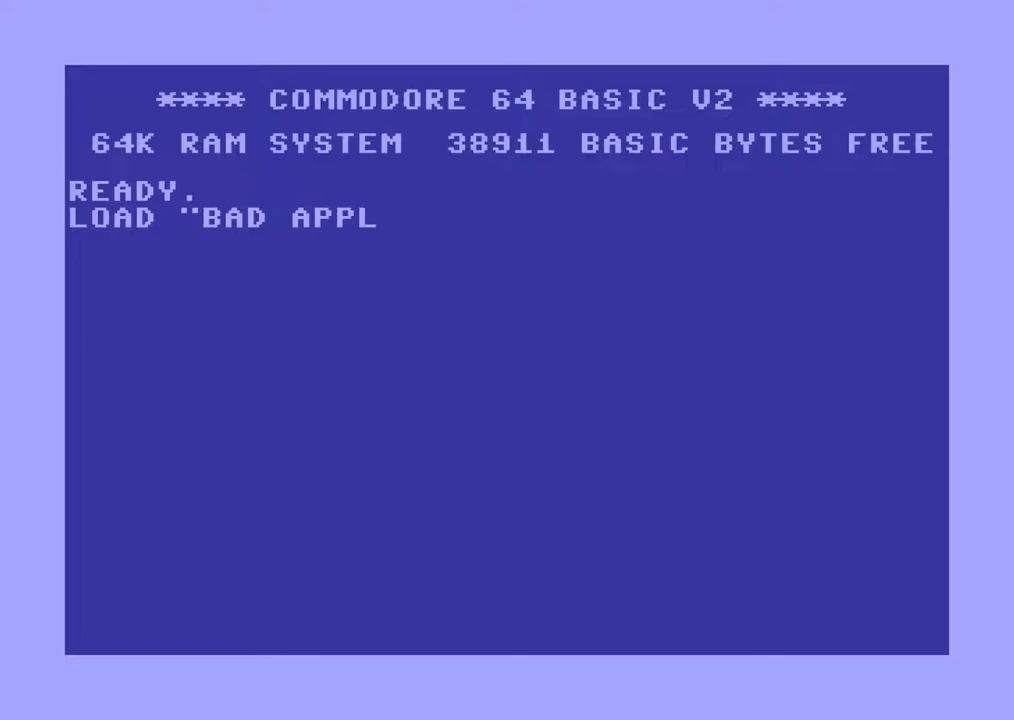 **** COMMODORE 64 BASIC V2 ****
64K RAM SYSTEM  38911 BASIC BYTES FREE
READY.
LOAD "BAD APPL